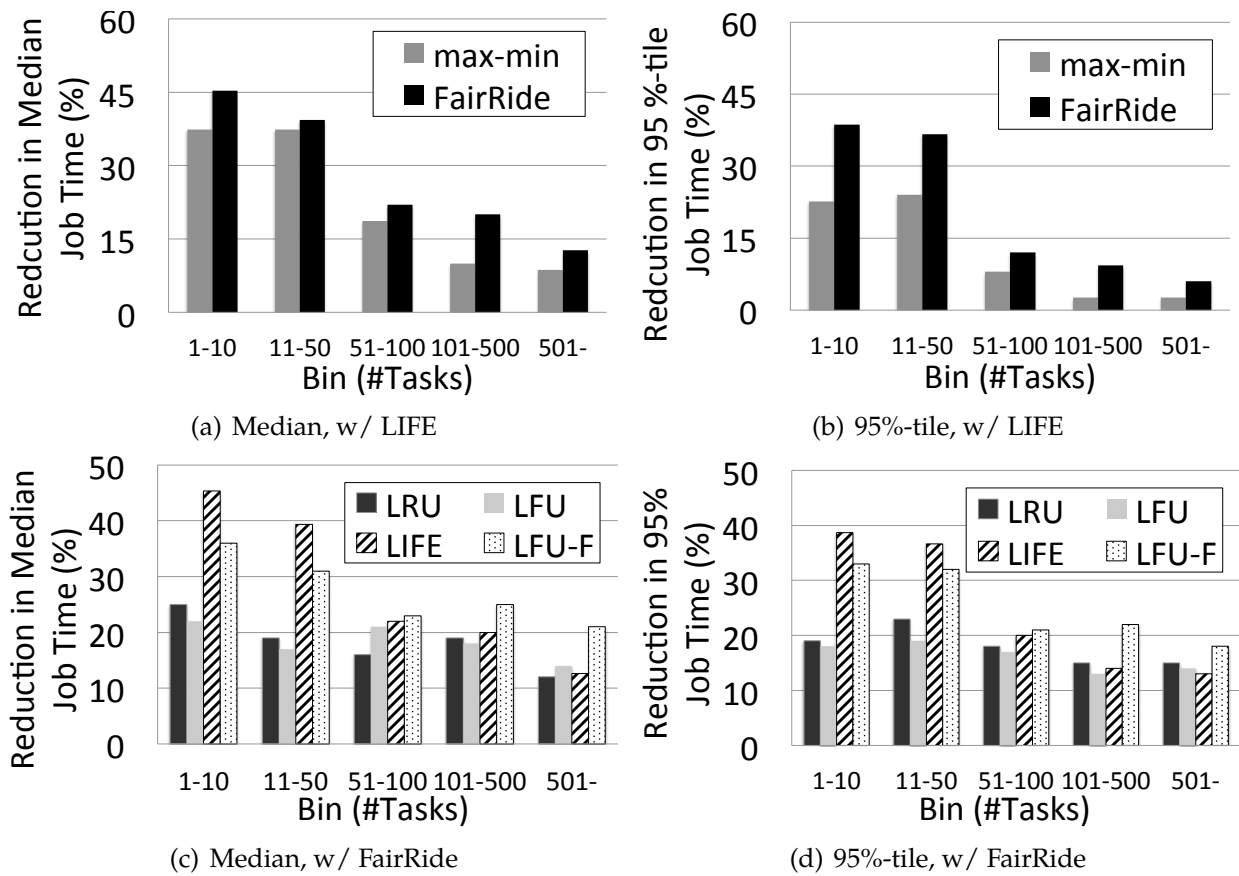 Redcution in Median
Job Time (%)
60
45
30
15
0
max-min
FairRide
1-10 11-50 51-100 101-500 501-
Bin (#Tasks)
(a) Median, w/ LIFE
Redcution in 95 %-tile
Job Time (%)
60
45
30
15
0
max-min
FairRide
1-10 11-50 51-100 101-500 501-
Bin (#Tasks)
(b) 95%-tile, w/ LIFE
Reduction in Median
Job Time (%)
50
40
30
20
10
0
LRU LFU
LIFE LFU-F
1-10 11-50 51-100 101-500 501-
Bin (#Tasks)
(c) Median, w/ FairRide
Reduction in 95%
Job Time (%)
50
40
30
20
10
0
LRU LFU
LIFE LFU-F
1-10 11-50 51-100 101-500 501-
Bin (#Tasks)
(d) 95%-tile, w/ FairRide